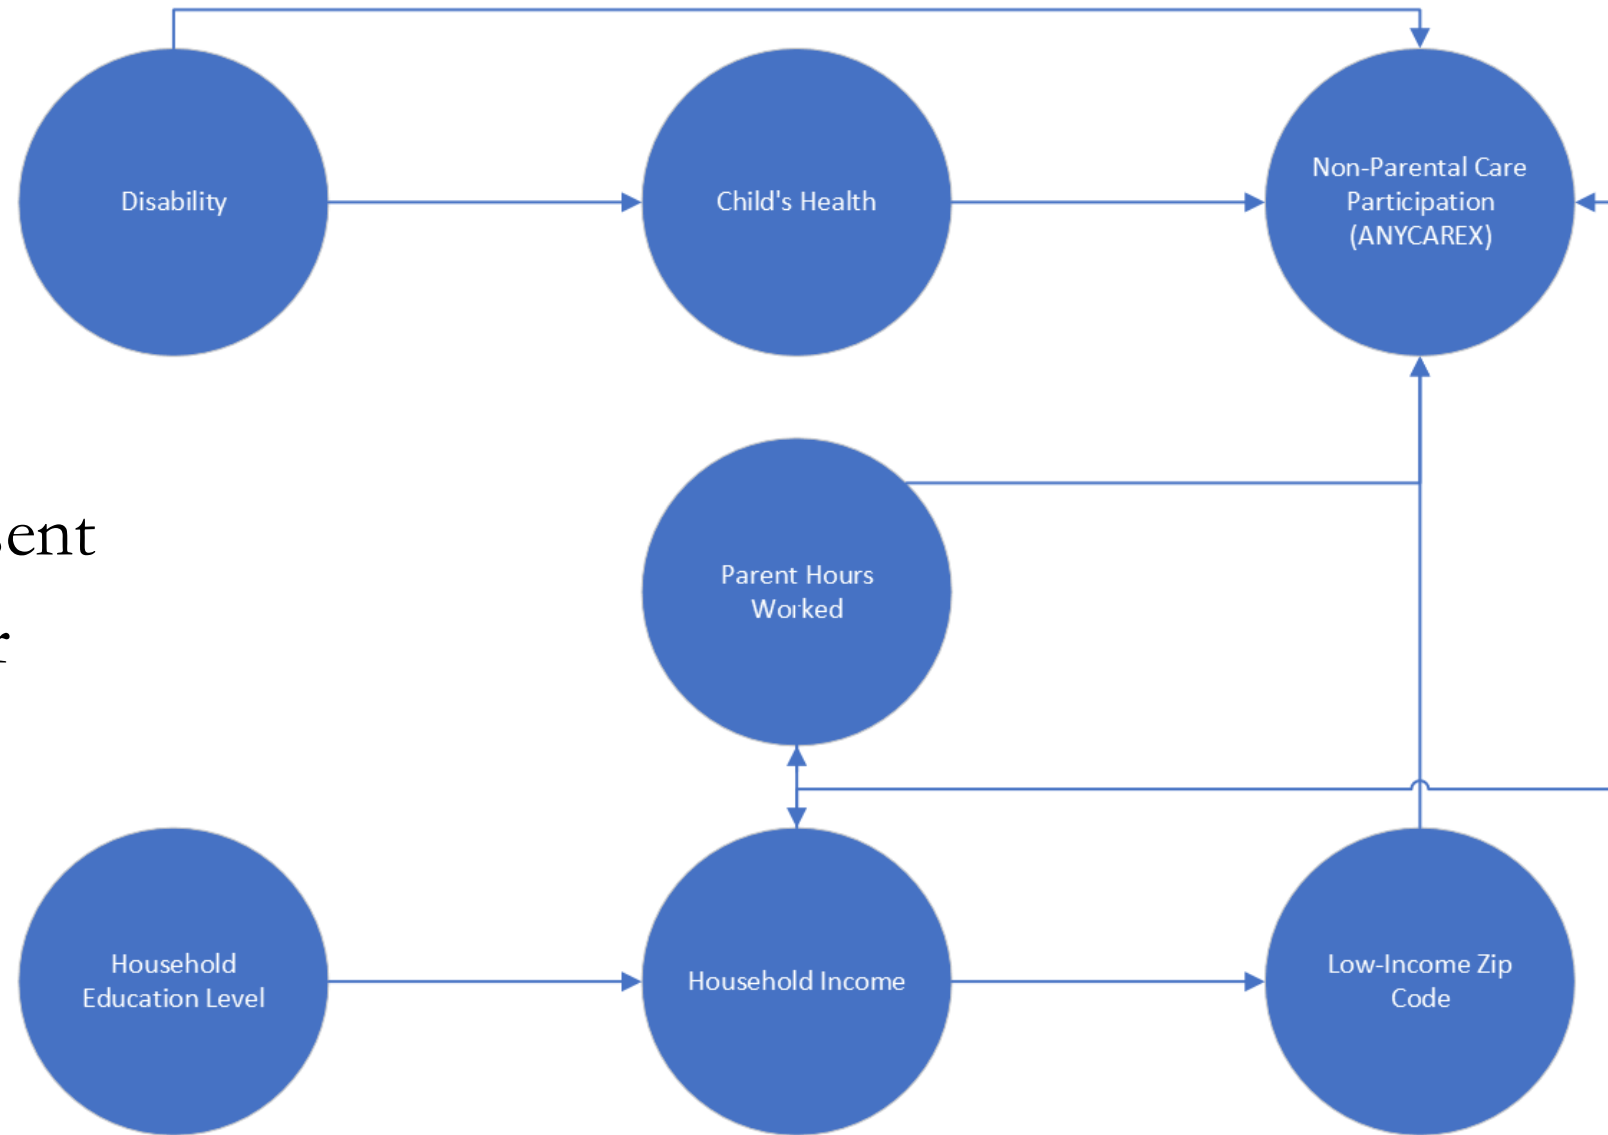 Disability
Child's Health
Non-Parental Care
Participation
(ANYCAREX)
Parent Hours
Worked
Household
Education Level
Household Income
Low-Income Zip
Code